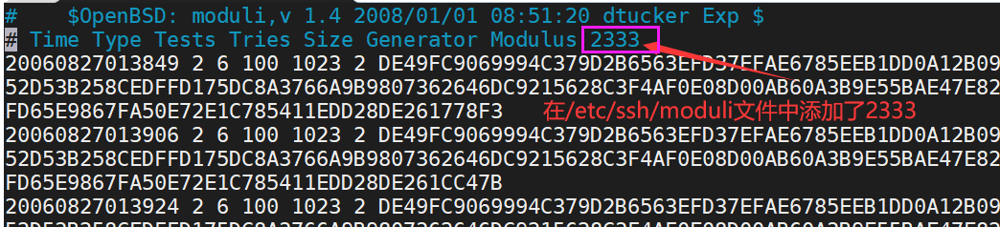 #    $OpenBSD: moduli,v 1.4 2008/01/01 08:51:20 dtucker Exp $
# Time Type Tests Tries Size Generator Modulus 2333
20060827013849 2 6 100 1023 2 DE49FC9069994C379D2B6563EFD37EFAE6785EEB1DD0A12B09
52D53B258CEDFFD175DC8A3766A9B9807362646DC9215628C3F4AF0E08D00AB60A3B9E55BAE47E82
FD65E9867FA50E72E1C785411EDD28DE261778F3
在/etc/ssh/moduli文件中添加了2333
20060827013906 2 6 100 1023 2 DE49FC9069994C379D2B6563EFD37EFAE6785EEB1DD0A12B09
52D53B258CEDFFD175DC8A3766A9B9807362646DC9215628C3F4AF0E08D00AB60A3B9E55BAE47E82
FD65E9867FA50E72E1C785411EDD28DE261CC47B
20060827013924 2 6 100 1023 2 DE49FC9069994C379D2B6563EFD37EFAE6785EEB1DD0A12B09